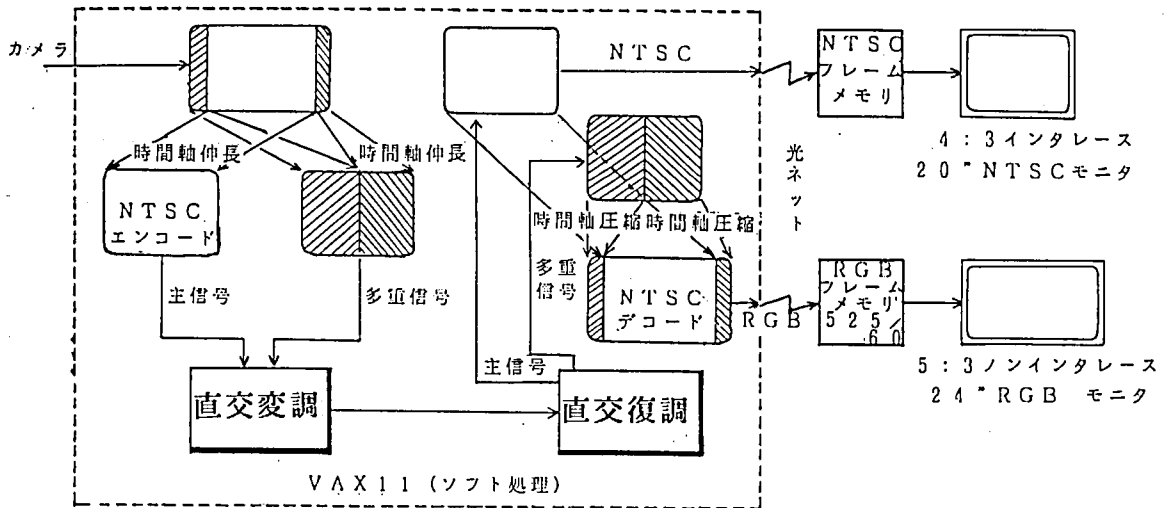 カメラ
時間軸伸長
時間軸伸長
NTSC
エンコード
主信号
多重信号
直交変調
NTSC
時間軸圧縮
時間軸圧縮
多重
信号
NTSC
デコード
主信号
直交復調
RGB
VAX11(ソフト処理)
光ネット
NTSC
フレーム
メモリ
4:3インタレース
20”NTSCモニタ
RGB
フレーム
メモリ
525/
60
5:3ノンインタレース
24”RGB モニタ